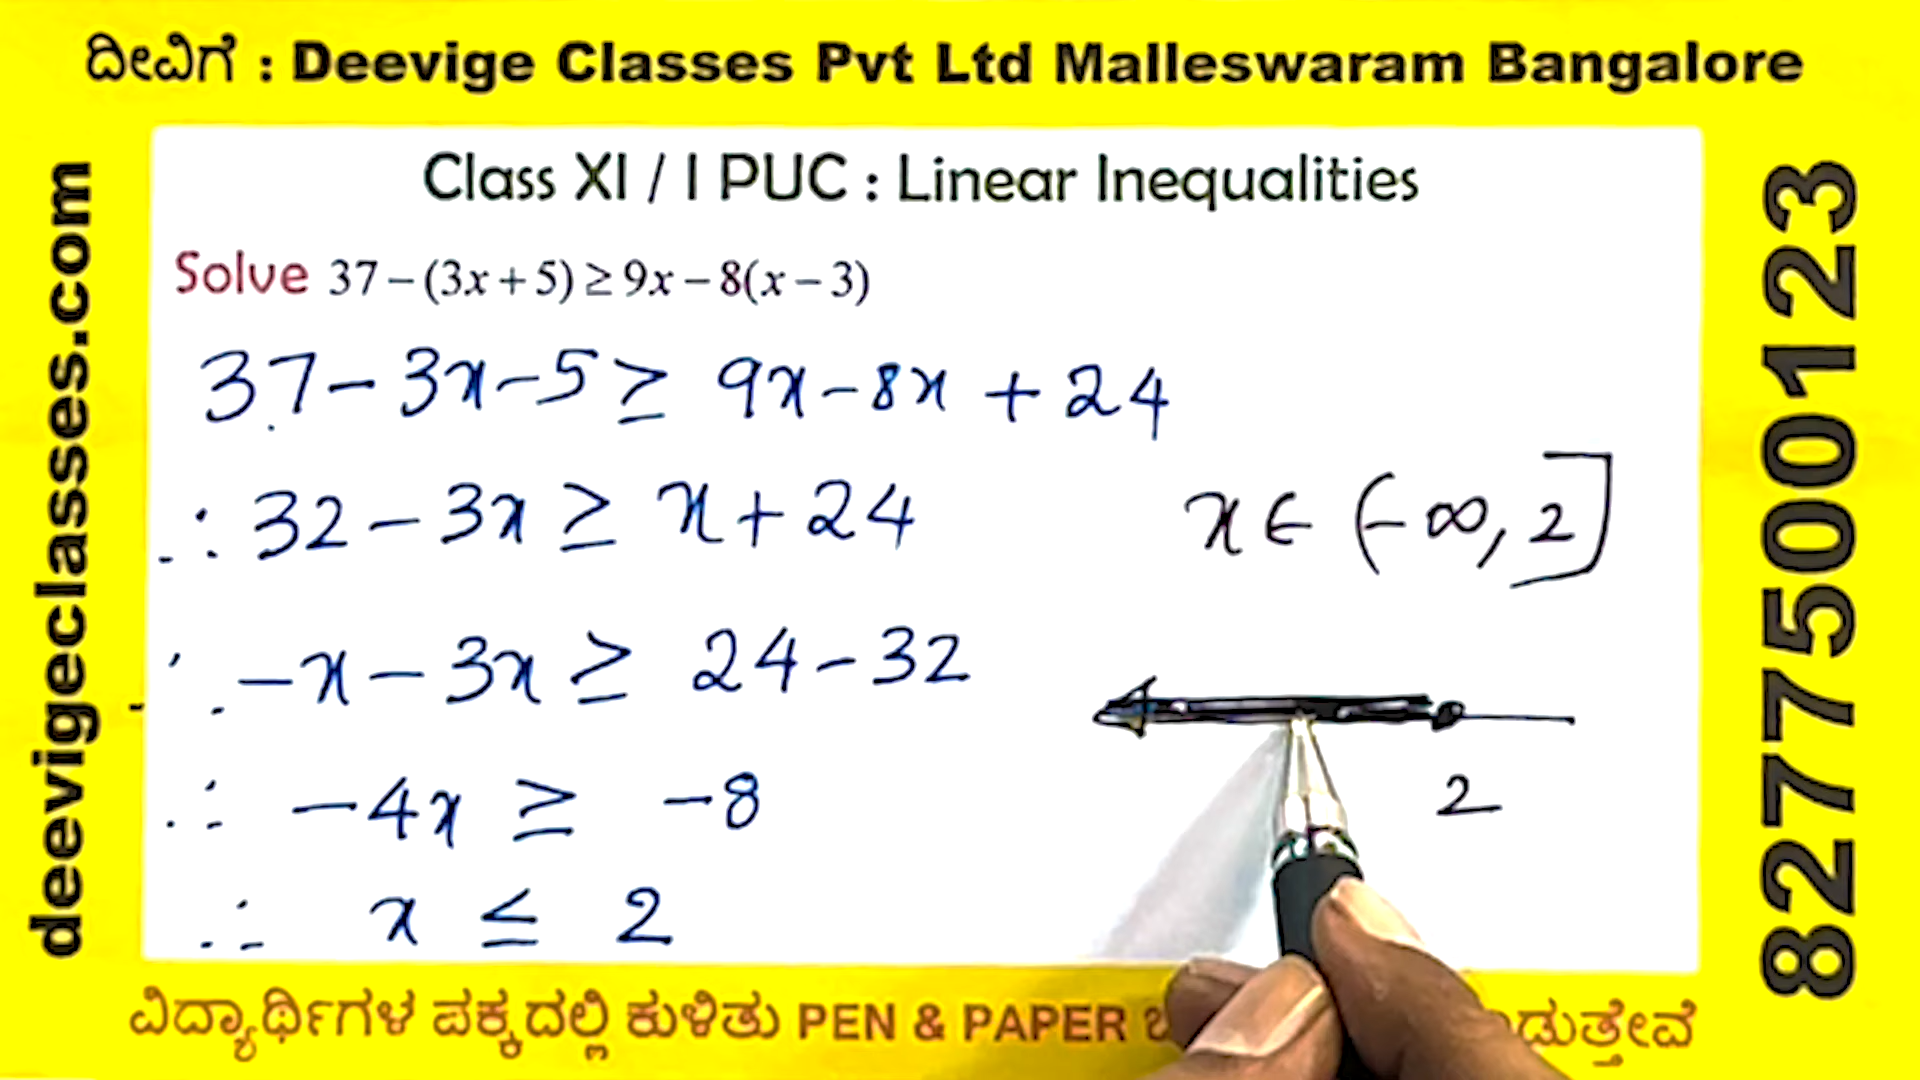 ದೀವಿಗೆ : Deevige Classes Pvt Ltd Malleswaram Bangalore
deevigeclasses.com
Class XI / I PUC : Linear Inequalities
Solve 37 – (3x + 5) ≥ 9x – 8(x – 3)
37 – 3x – 5 ≥ 9x – 8x + 24
∴ 32 – 3x ≥ x + 24
x ∈ (–∞, 2]
∴ –x – 3x ≥ 24 – 32
∴ –4x ≥ –8
2
∴ x ≤ 2
8277500123
ವಿದ್ಯಾರ್ಥಿಗಳ ಪಕ್ಕದಲ್ಲಿ ಕುಳಿತು PEN & PAPER